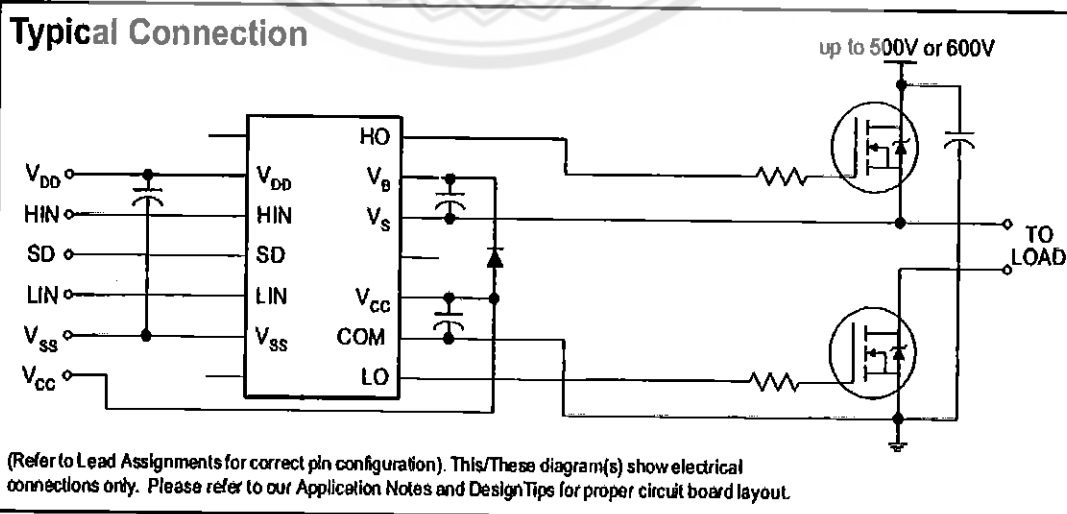 Typical Connection
up to 500V or 600V
HO
V_DD
V_DD
V_B
HIN
HIN
V_S
SD
SD
TO
LOAD
LIN
LIN
V_CC
V_SS
V_SS
COM
V_CC
LO
(Refer to Lead Assignments for correct pin configuration). This/These diagram(s) show electrical
connections only. Please refer to our Application Notes and DesignTips for proper circuit board layout.